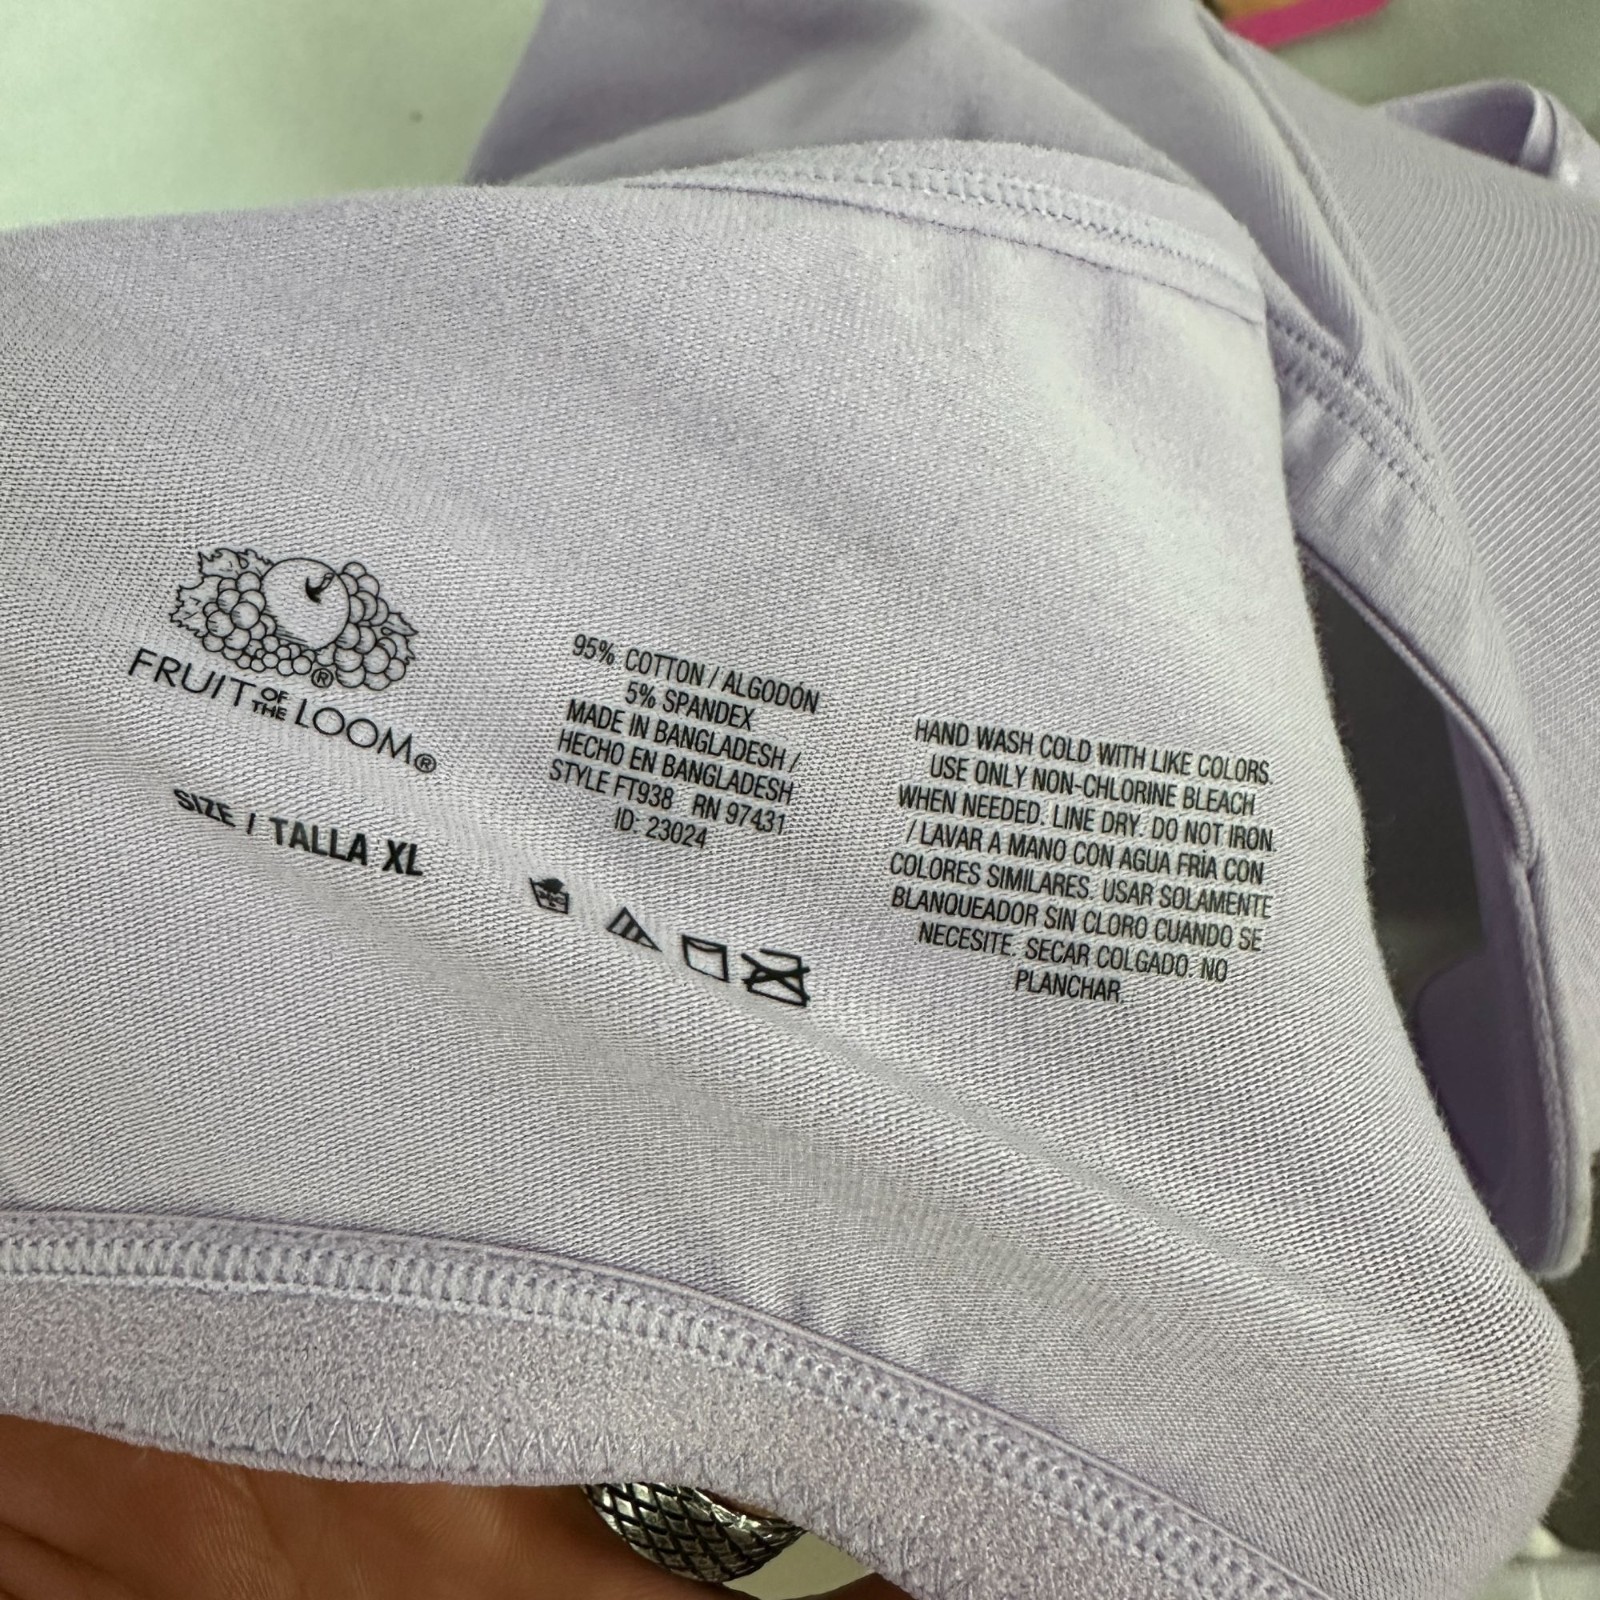 FRUIT OF THE LOOM®
SIZE / TALLA XL
95% COTTON / ALGODÓN
5% SPANDEX
MADE IN BANGLADESH /
HECHO EN BANGLADESH
STYLE FT938 RN 97431
ID: 23024
HAND WASH COLD WITH LIKE COLORS.
USE ONLY NON-CHLORINE BLEACH
WHEN NEEDED. LINE DRY. DO NOT IRON.
/ LAVAR A MANO CON AGUA FRÍA CON
COLORES SIMILARES. USAR SOLAMENTE
BLANQUEADOR SIN CLORO CUANDO SE
NECESITE. SECAR COLGADO. NO
PLANCHAR.